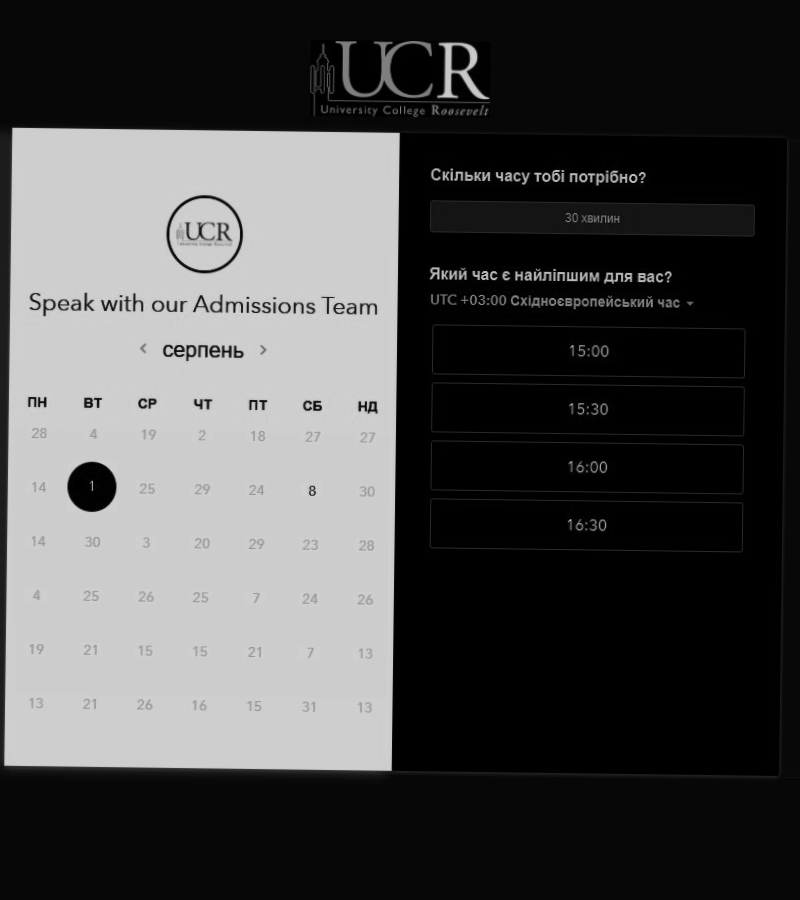 UCR
University College Roosevelt
UCR
Speak with our Admissions Team
серпень
ПН ВТ СР ЧТ ПТ СБ НД
28 4 19 2 18 27 27
14 1 25 29 24 8 30
14 30 3 20 29 23 28
4 25 26 25 7 24 26
19 21 15 15 21 7 13
13 21 26 16 15 31 13
Скільки часу тобі потрібно?
30 хвилин
Який час є найліпшим для вас?
UTC +03:00 Східноєвропейський час
15:00
15:30
16:00
16:30